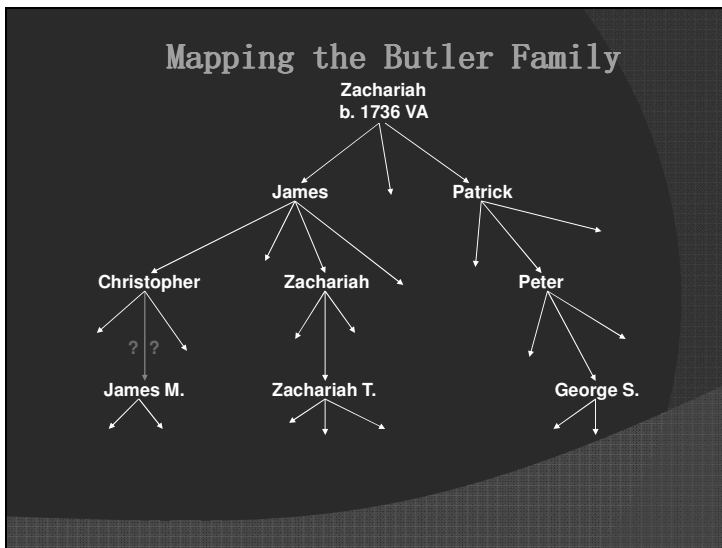 Mapping the Butler Family
Zachariah
b. 1736 VA
James Patrick
Christopher Zachariah Peter
? ?
James M. Zachariah T. George S.